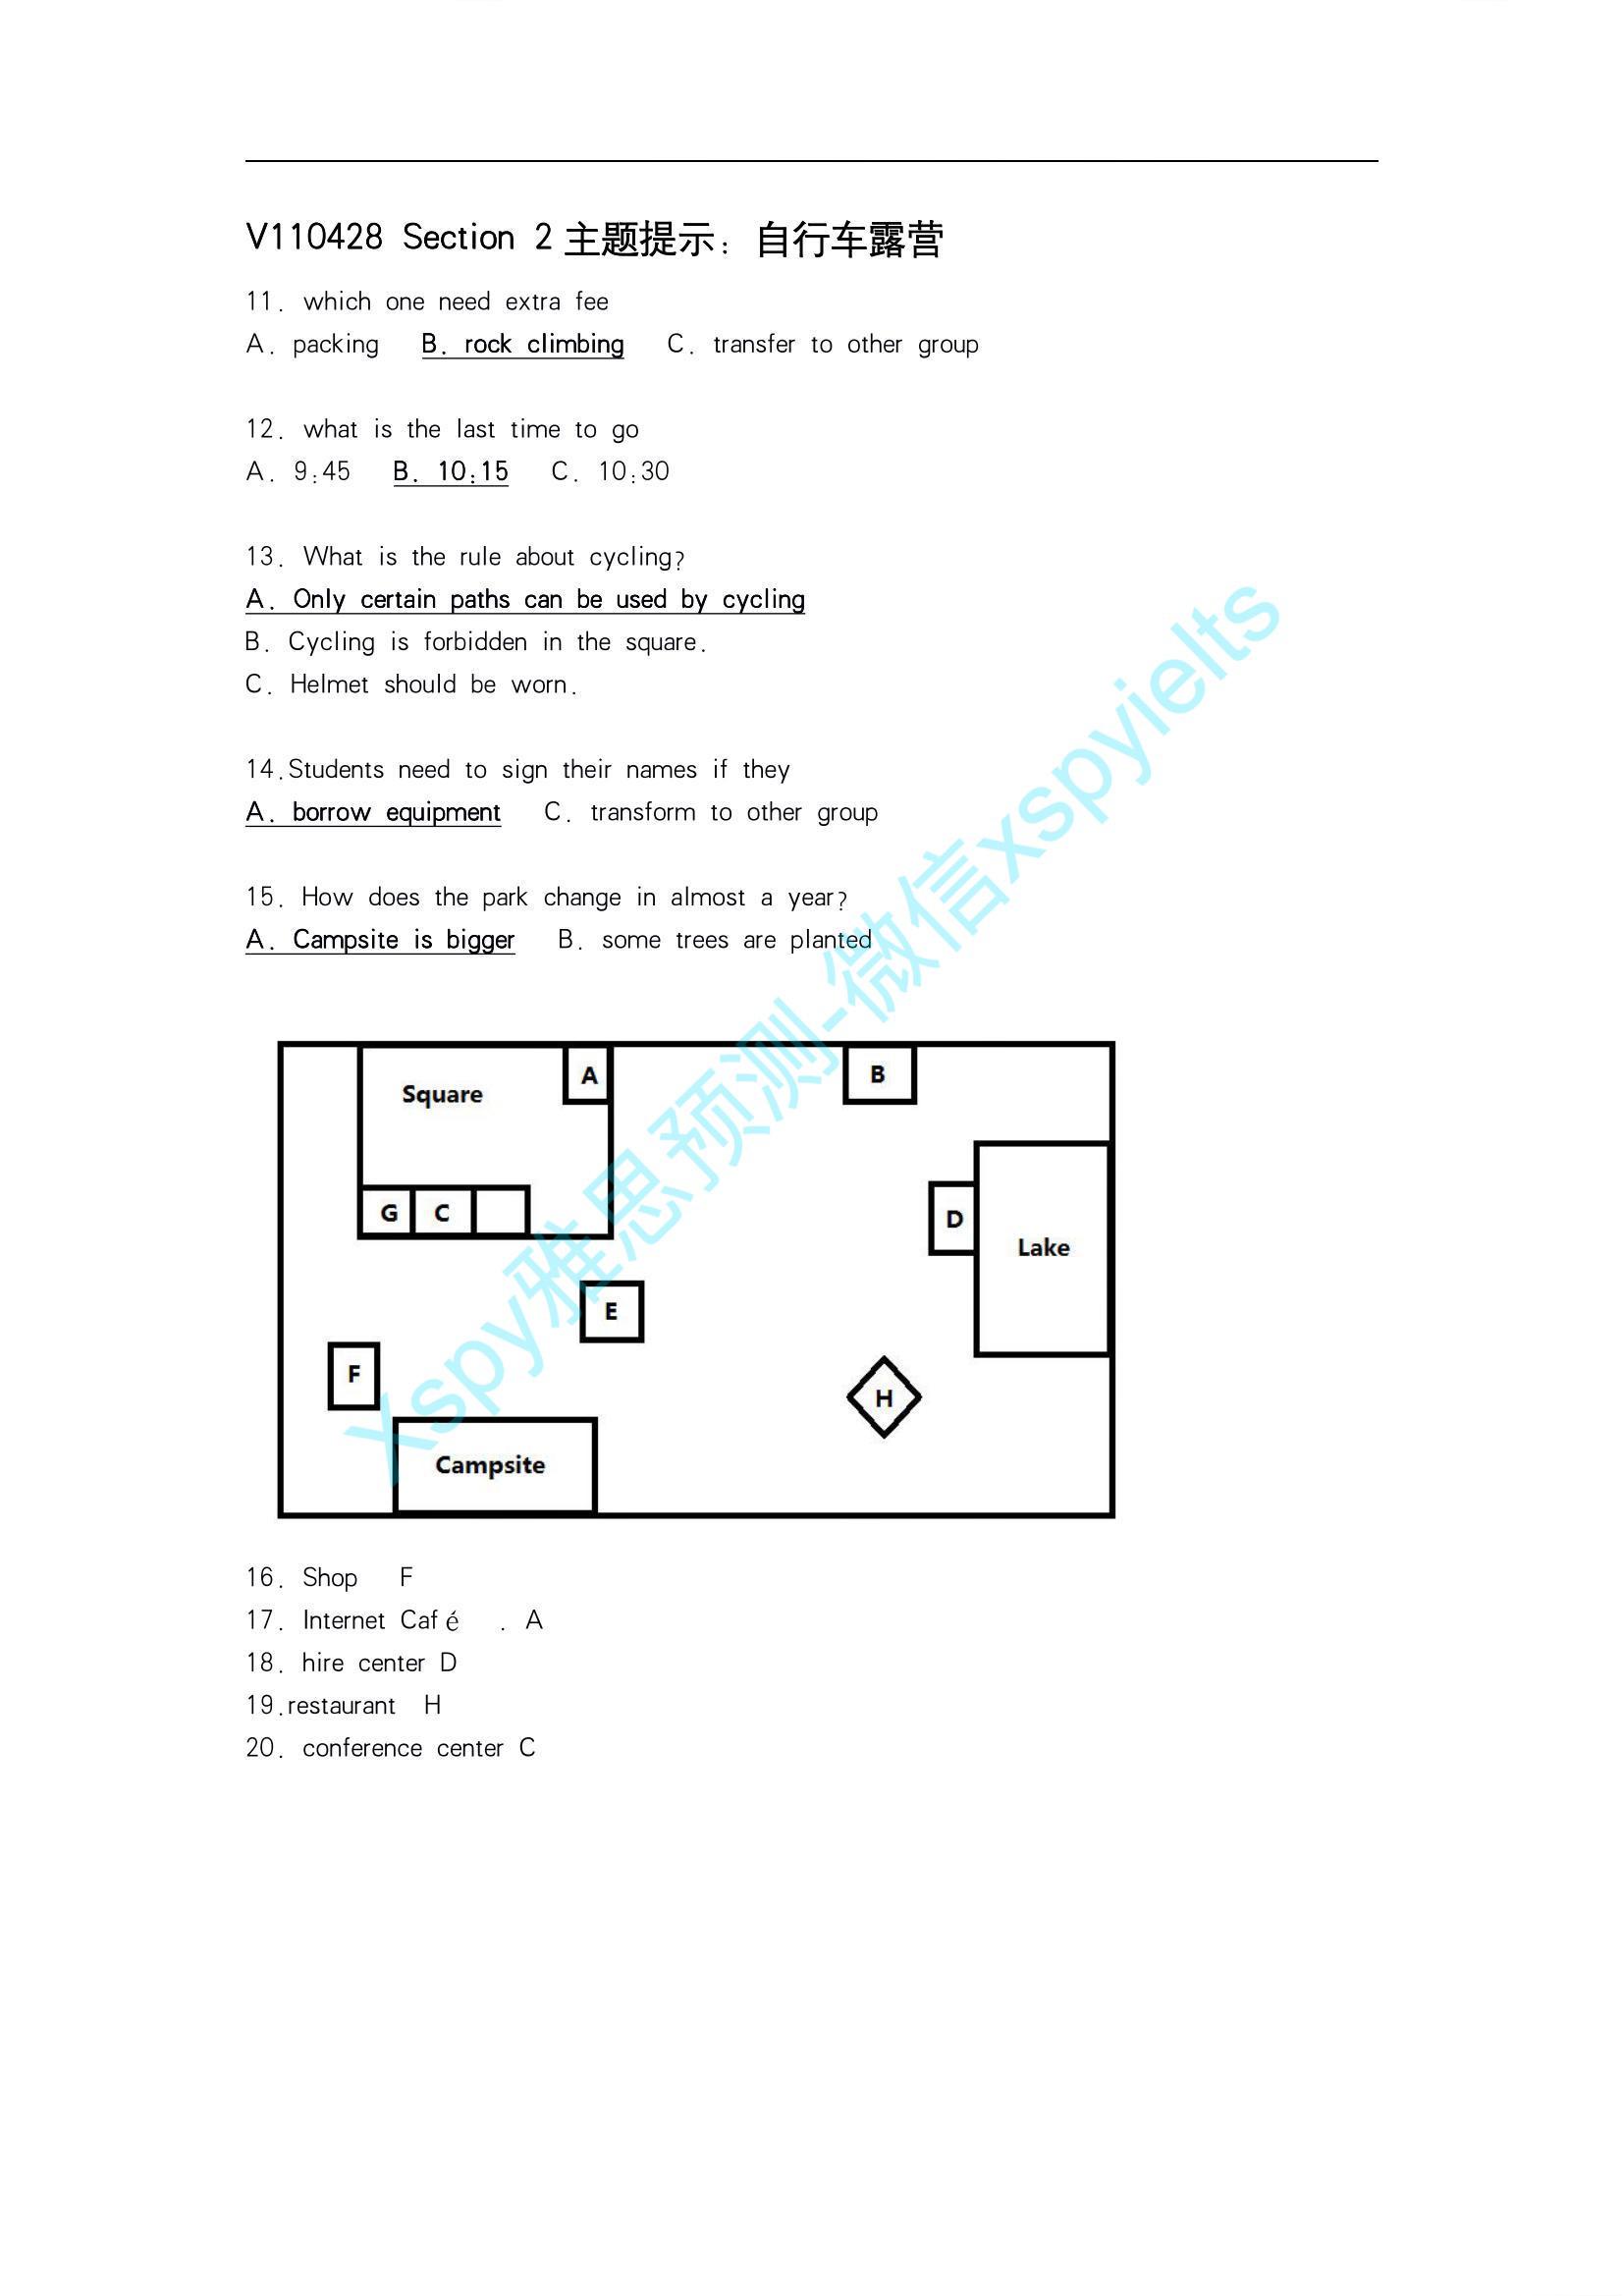 V110428 Section 2 主题提示：自行车露营
11. which one need extra fee
A. packing B. rock climbing C. transfer to other group
12. what is the last time to go
A. 9:45 B. 10:15 C. 10:30
13. What is the rule about cycling?
A. Only certain paths can be used by cycling
B. Cycling is forbidden in the square.
C. Helmet should be worn.
14.Students need to sign their names if they
A. borrow equipment C. transform to other group
15. How does the park change in almost a year?
A. Campsite is bigger B. some trees are planted
Square
A
B
G
C
D
Lake
E
F
H
Campsite
16. Shop F
17. Internet Café . A
18. hire center D
19.restaurant H
20. conference center C
Xspy雅思预测-微信xspyielts